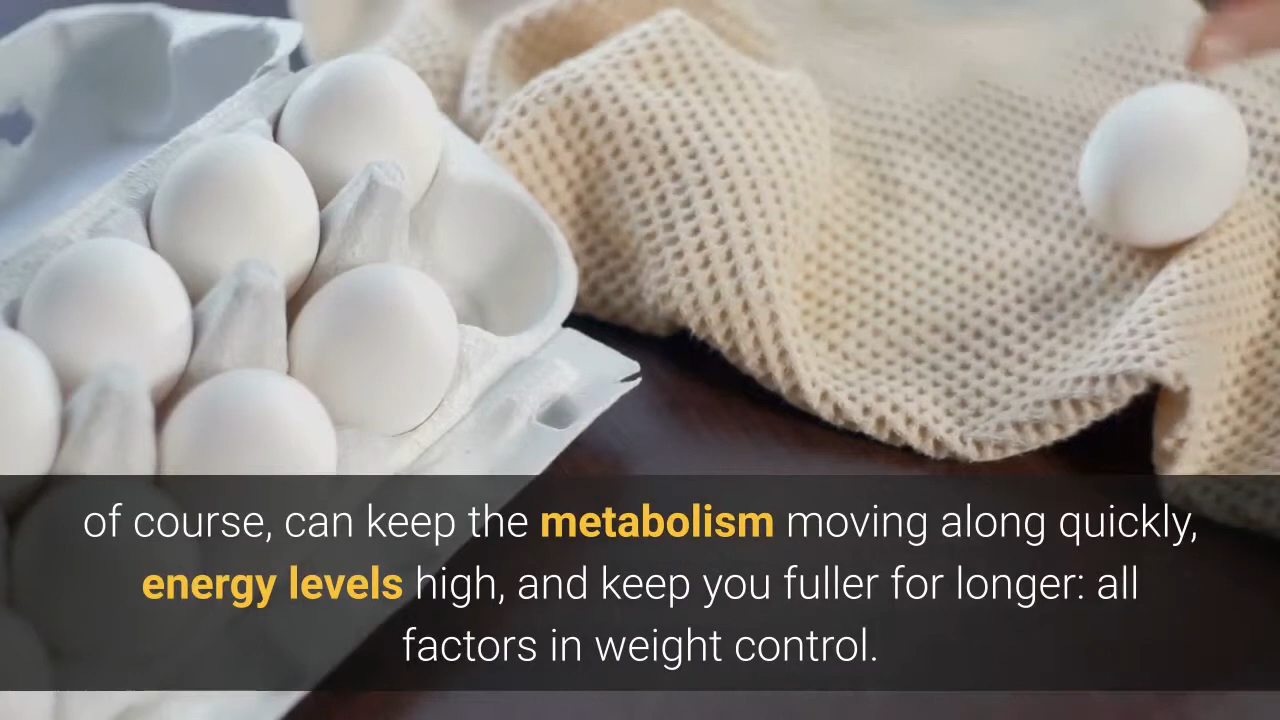 of course, can keep the metabolism moving along quickly,
energy levels high, and keep you fuller for longer: all
factors in weight control.